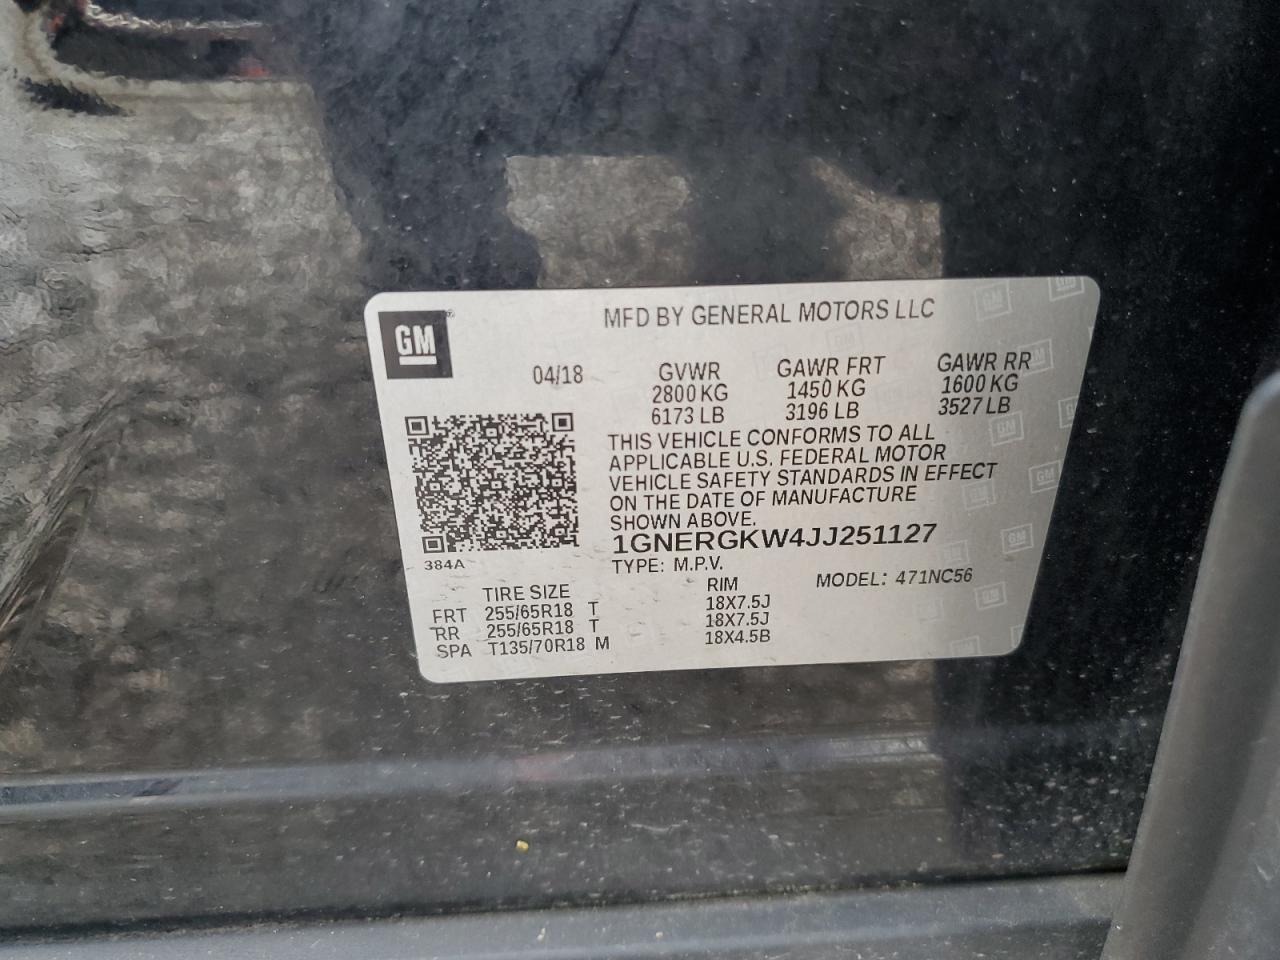 GM
MFD BY GENERAL MOTORS LLC
04/18
GVWR
2800 KG
6173 LB
GAWR FRT
1450 KG
3196 LB
GAWR RR
1600 KG
3527 LB
THIS VEHICLE CONFORMS TO ALL
APPLICABLE U.S. FEDERAL MOTOR
VEHICLE SAFETY STANDARDS IN EFFECT
ON THE DATE OF MANUFACTURE
SHOWN ABOVE.
1GNERGKW4JJ251127
384A
TYPE: M.P.V.
MODEL: 471NC56
TIRE SIZE RIM
FRT 255/65R18 T 18X7.5J
RR 255/65R18 T 18X7.5J
SPA T135/70R18 M 18X4.5B